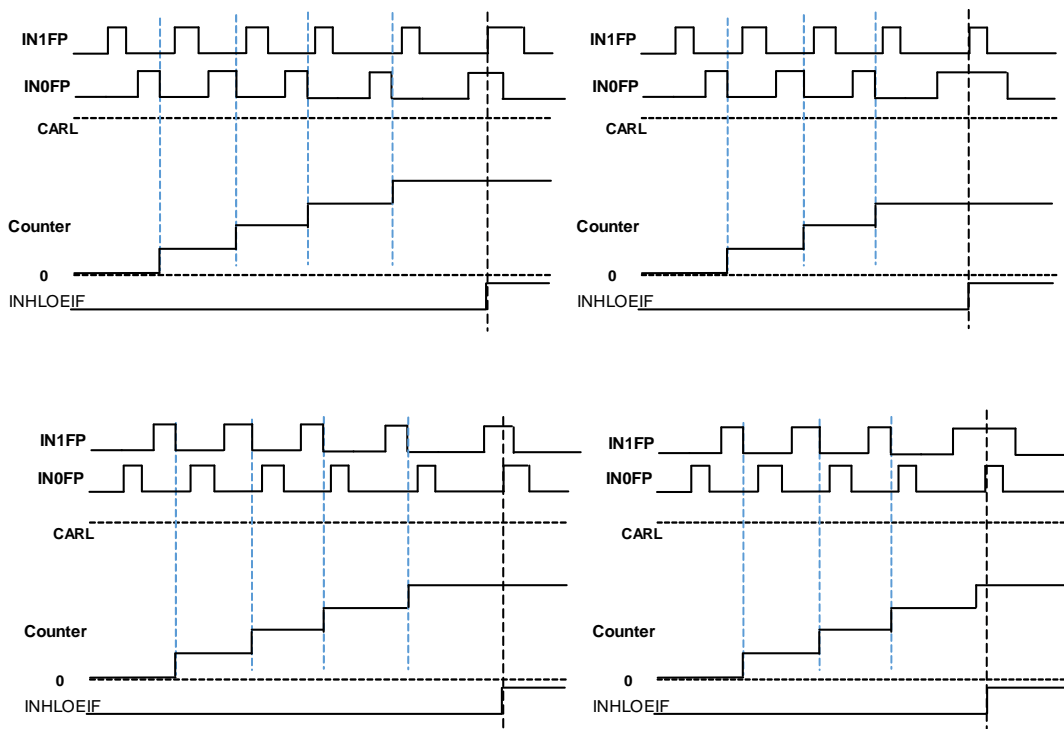 IN1FP
IN0FP
CARL
Counter
0
INHLOEIF
IN1FP
IN0FP
CARL
Counter
0
INHLOEIF
IN1FP
IN0FP
CARL
Counter
0
INHLOEIF
IN1FP
IN0FP
CARL
Counter
0
INHLOEIF